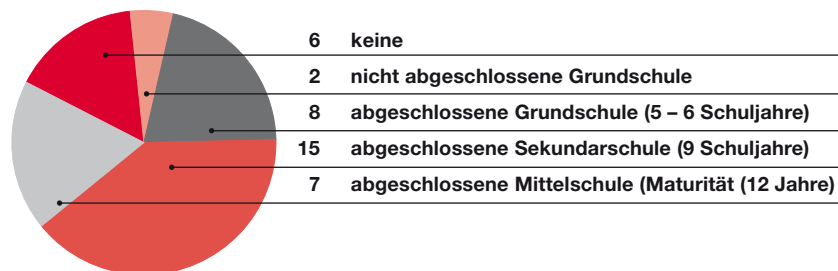 6 keine
2 nicht abgeschlossene Grundschule
8 abgeschlossene Grundschule (5 – 6 Schuljahre)
15 abgeschlossene Sekundarschule (9 Schuljahre)
7 abgeschlossene Mittelschule (Maturität (12 Jahre)